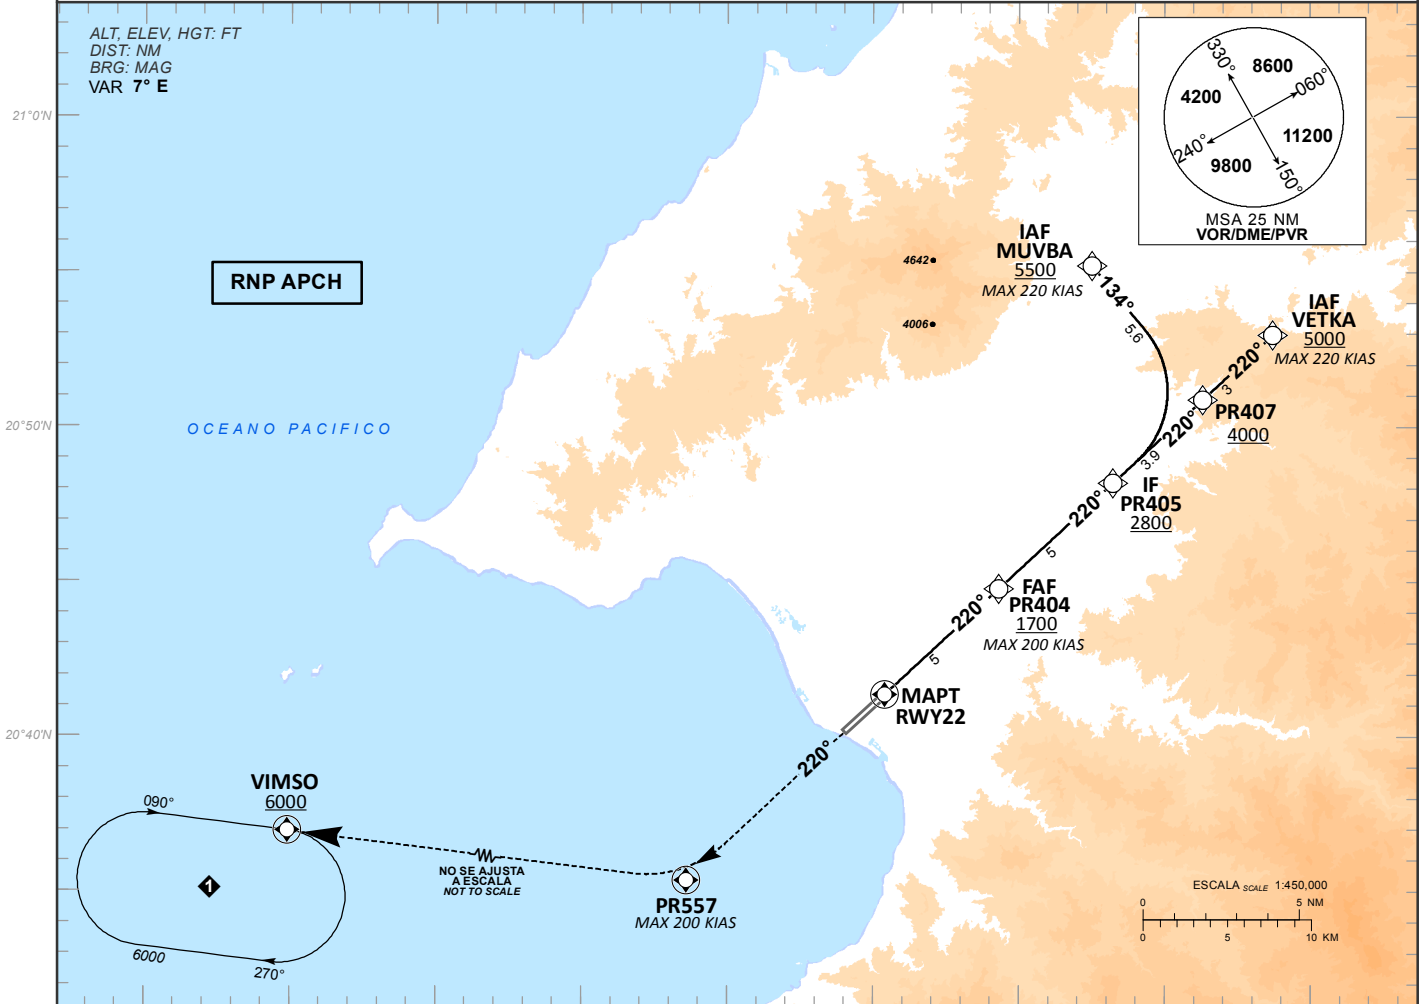 ALT, ELEV, HGT: FT
DIST: NM
BRG: MAG
VAR 7° E
21°0'N
20°50'N
20°40'N
RNP APCH
OCEANO PACIFICO
330°
8600
060°
4200
11200
240°
9800
150°
MSA 25 NM
VOR/DME/PVR
4642
4006
IAF
MUVBA
5500
MAX 220 KIAS
134°
5.6
IAF
VETKA
5000
MAX 220 KIAS
220°
3
PR407
4000
220°
3.9
IF
PR405
2800
220°
5
FAF
PR404
1700
MAX 200 KIAS
220°
5
MAPT
RWY22
220°
VIMSO
6000
090°
1
6000
270°
NO SE AJUSTA
A ESCALA
NOT TO SCALE
PR557
MAX 200 KIAS
ESCALA SCALE 1:450,000
0 5 NM
0 5 10 KM